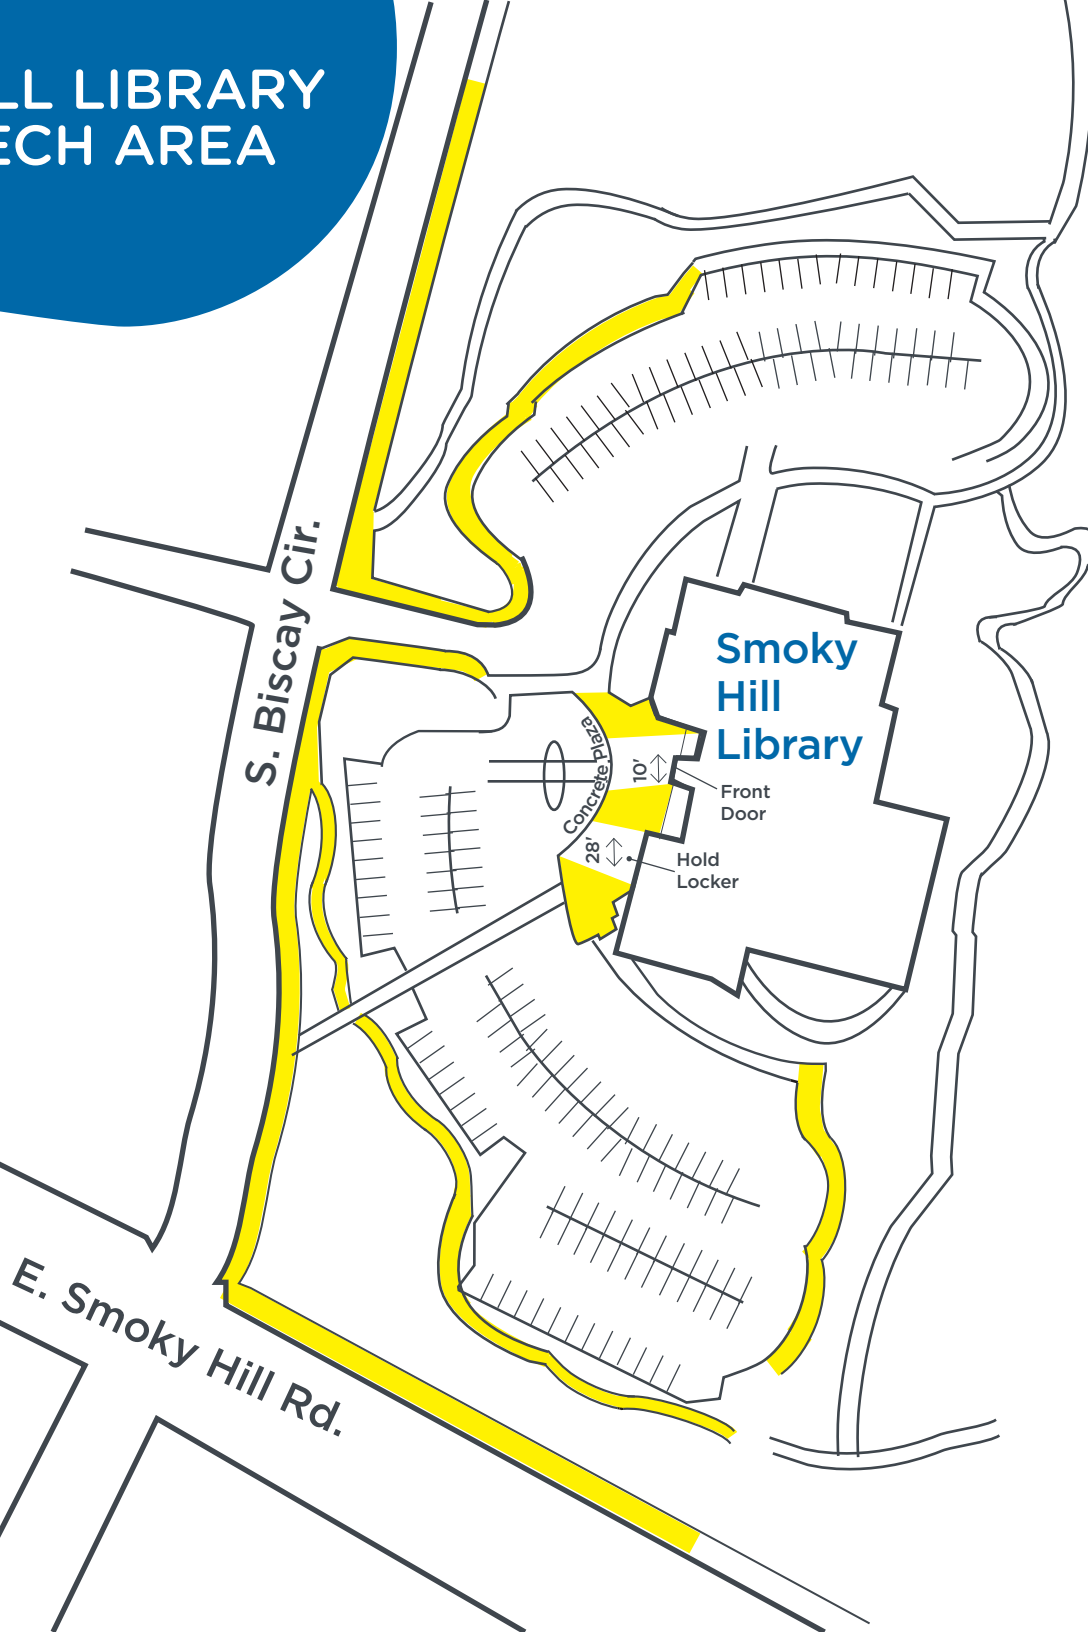 LL LIBRARY
ECH AREA
S. Biscay Cir.
Smoky
Hill
Library
Concrete Plaza
10'
Front
Door
28'
Hold
Locker
E. Smoky Hill Rd.